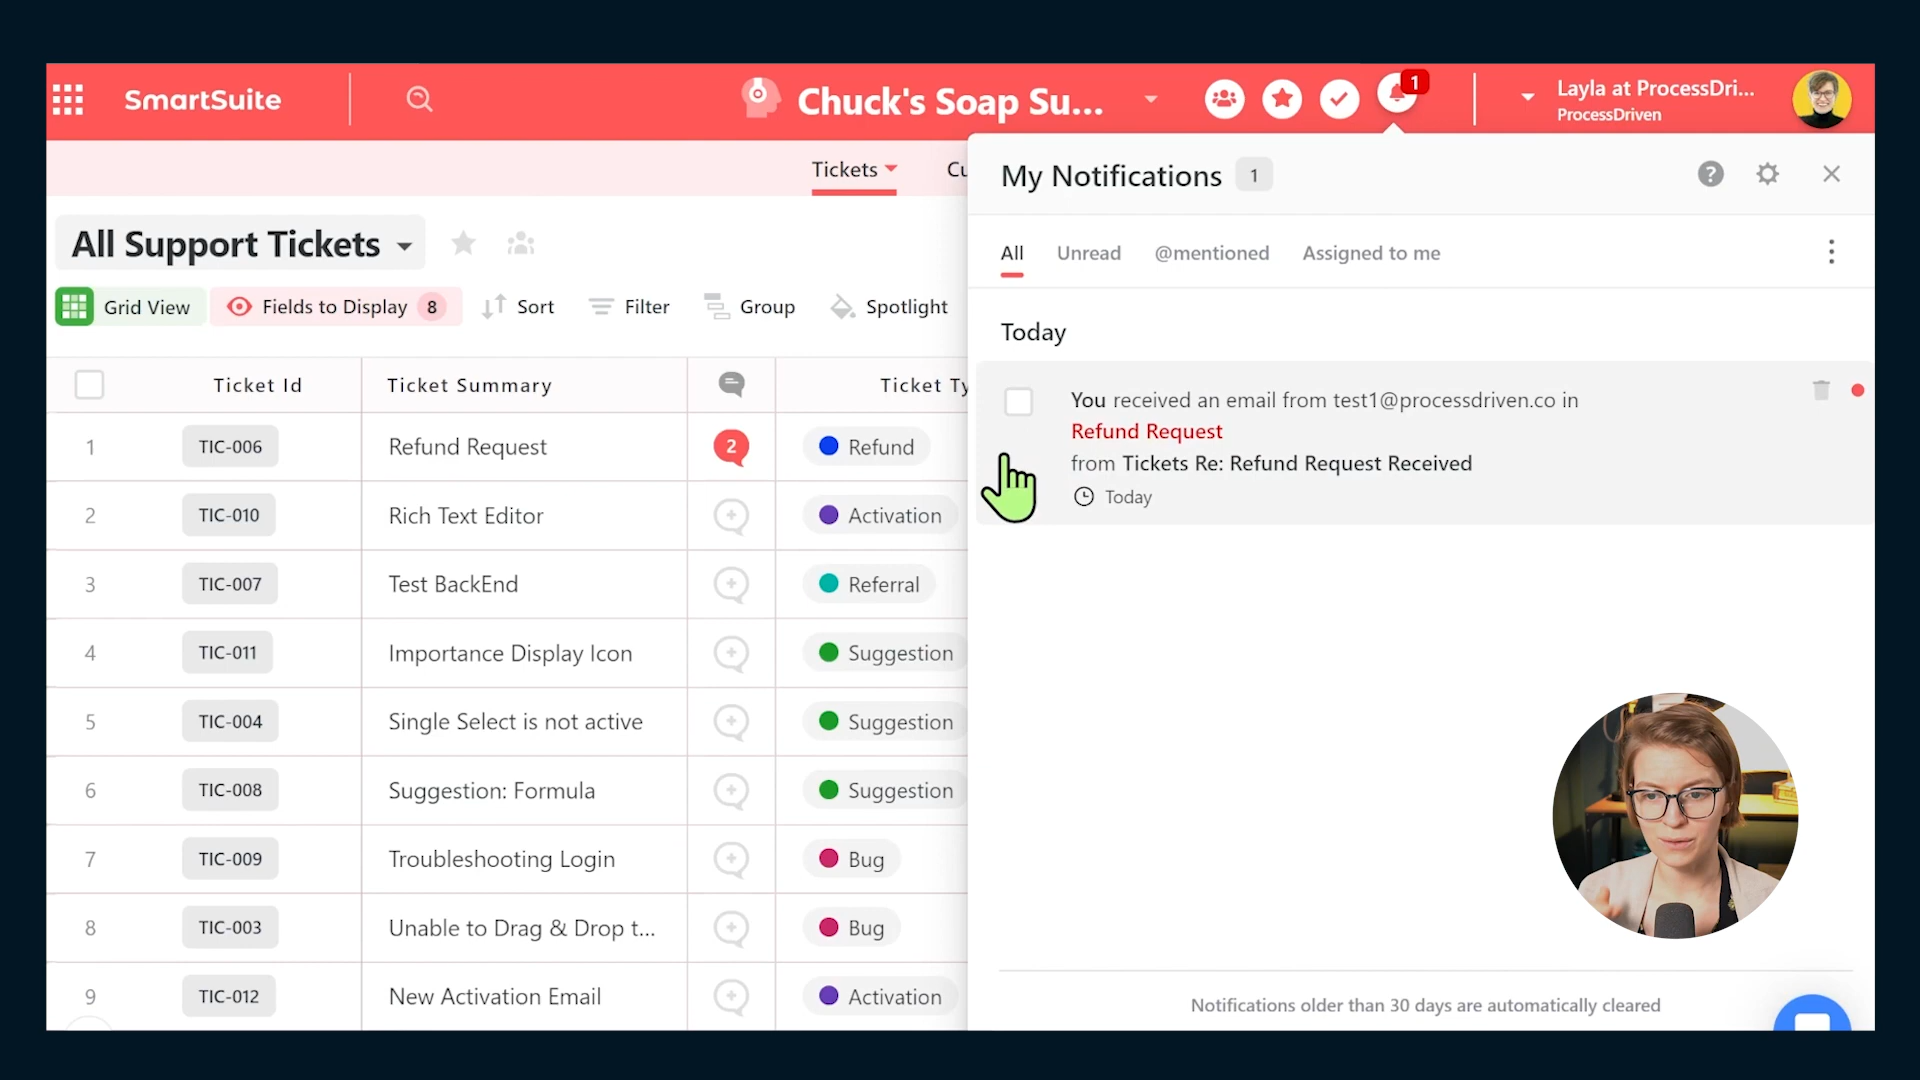 SmartSuite
Chuck's Soap Su...
1
Layla at ProcessDri...
ProcessDriven
Tickets
Cu
All Support Tickets
Grid View
Fields to Display 8
Sort
Filter
Group
Spotlight
Ticket Id
Ticket Summary
Ticket Ty
1 TIC-006 Refund Request 2 Refund
2 TIC-010 Rich Text Editor Activation
3 TIC-007 Test BackEnd Referral
4 TIC-011 Importance Display Icon Suggestion
5 TIC-004 Single Select is not active Suggestion
6 TIC-008 Suggestion: Formula Suggestion
7 TIC-009 Troubleshooting Login Bug
8 TIC-003 Unable to Drag & Drop t... Bug
9 TIC-012 New Activation Email Activation
My Notifications 1
?
All
Unread
@mentioned
Assigned to me
Today
You received an email from test1@processdriven.co in
Refund Request
from Tickets Re: Refund Request Received
Today
Notifications older than 30 days are automatically cleared